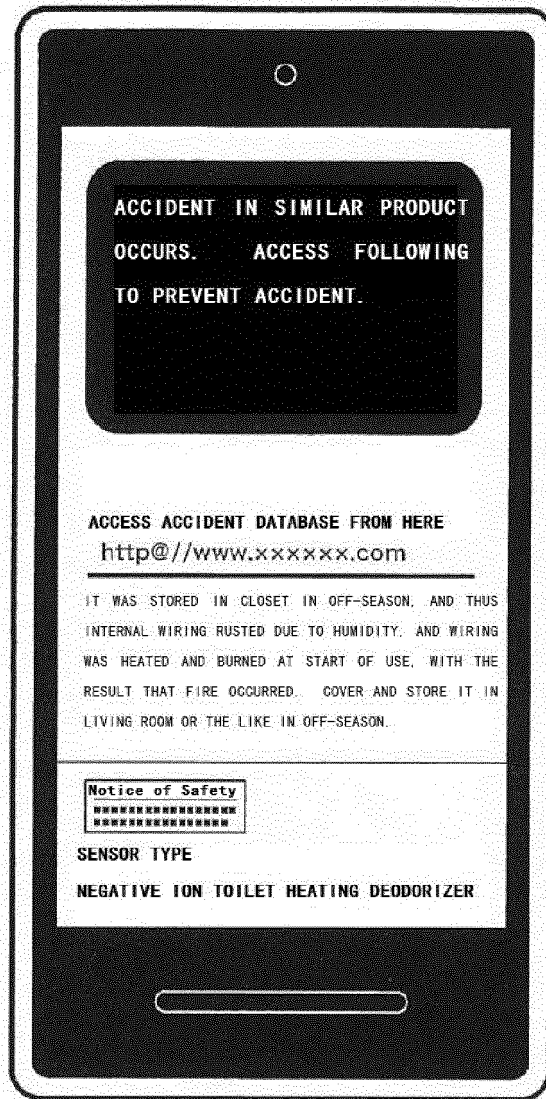 ACCIDENT IN SIMILAR PRODUCT
OCCURS. ACCESS FOLLOWING
TO PREVENT ACCIDENT.
ACCESS ACCIDENT DATABASE FROM HERE
http@//www.xxxxxx.com
IT WAS STORED IN CLOSET IN OFF-SEASON, AND THUS
INTERNAL WIRING RUSTED DUE TO HUMIDITY, AND WIRING
WAS HEATED AND BURNED AT START OF USE, WITH THE
RESULT THAT FIRE OCCURRED. COVER AND STORE IT IN
LIVING ROOM OR THE LIKE IN OFF-SEASON.
Notice of Safety
SENSOR TYPE
NEGATIVE ION TOILET HEATING DEODORIZER